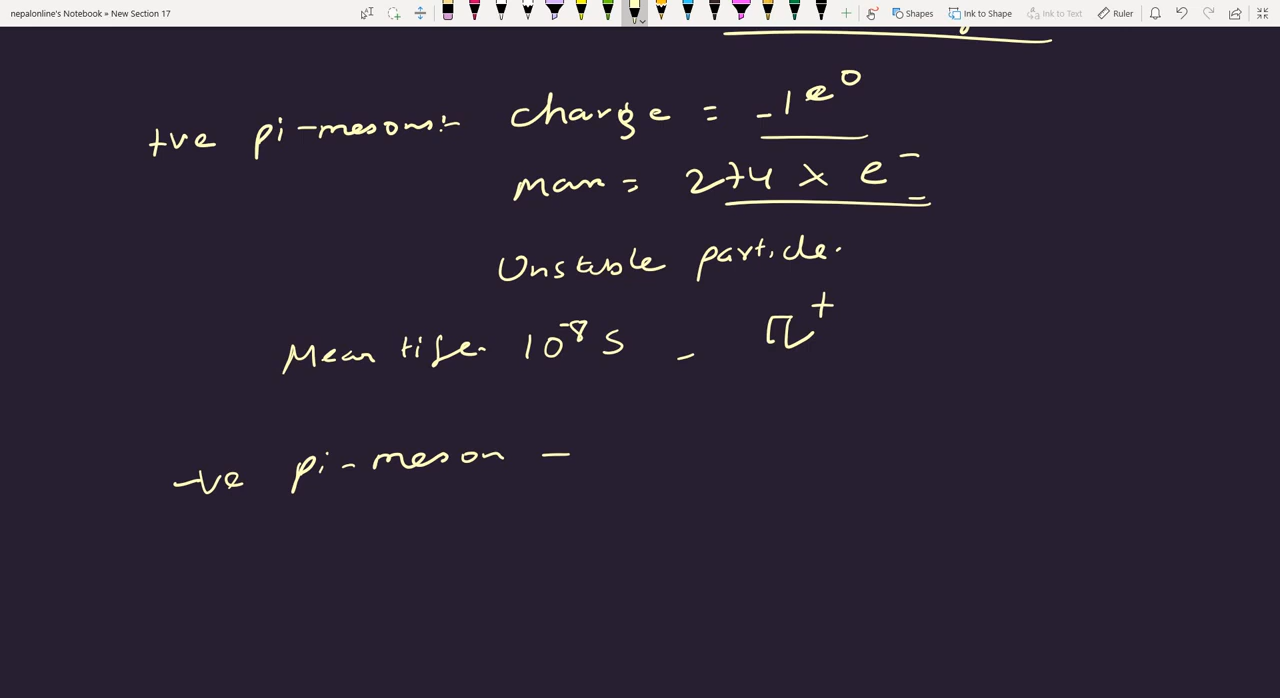 nepalonline's Notebook » New Section 17
Shapes Ink to Shape Ink to Text Ruler
+ve pi-mesons:- charge = -1e⁰
Mass = 274 × e⁻
Unstable particle.
Mean life. 10⁻⁸ S - π⁺
-ve pi-meson -